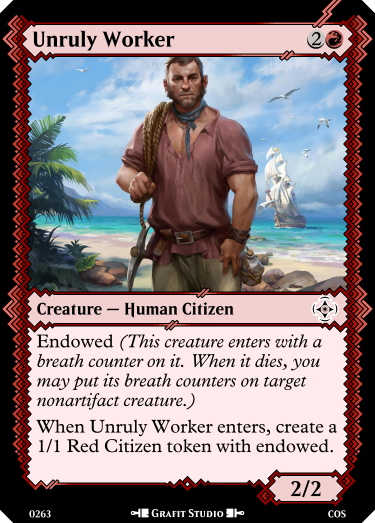 Unruly Worker 2
Creature — Human Citizen
Endowed (This creature enters with a
breath counter on it. When it dies, you
may put its breath counters on target
nonartifact creature.)
When Unruly Worker enters, create a
1/1 Red Citizen token with endowed.
2/2
0263 Grafit Studio COS